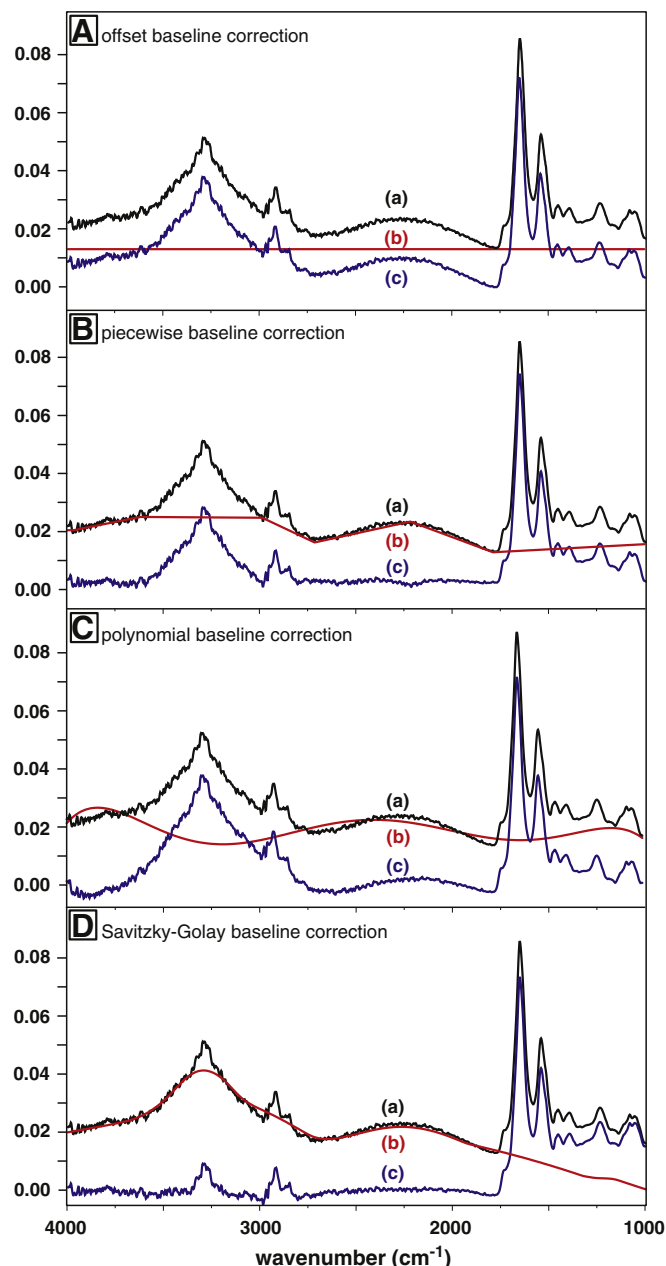 A offset baseline correction
0.08
0.06
0.04
0.02
0.00
(a)
(b)
(c)
B piecewise baseline correction
0.08
0.06
0.04
0.02
0.00
(a)
(b)
(c)
C polynomial baseline correction
0.08
0.06
0.04
0.02
0.00
(a)
(b)
(c)
D Savitzky-Golay baseline correction
0.08
0.06
0.04
0.02
0.00
(a)
(b)
(c)
4000 3000 2000 1000
wavenumber (cm⁻¹)